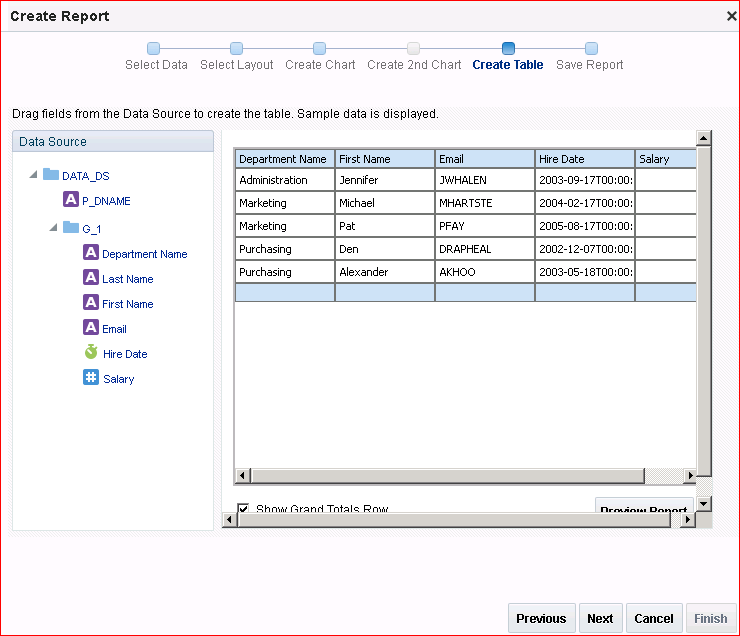 Create Report
Select Data Select Layout Create Chart Create 2nd Chart Create Table Save Report
Drag fields from the Data Source to create the table. Sample data is displayed.
Data Source
DATA_DS
A P_DNAME
G_1
A Department Name
A Last Name
A First Name
A Email
Hire Date
# Salary
Department Name First Name Email Hire Date Salary
Administration Jennifer JWHALEN 2003-09-17T00:00:
Marketing Michael MHARTSTE 2004-02-17T00:00:
Marketing Pat PFAY 2005-08-17T00:00:
Purchasing Den DRAPHEAL 2002-12-07T00:00:
Purchasing Alexander AKHOO 2003-05-18T00:00:
Show Grand Totals Row Preview Report
Previous Next Cancel Finish